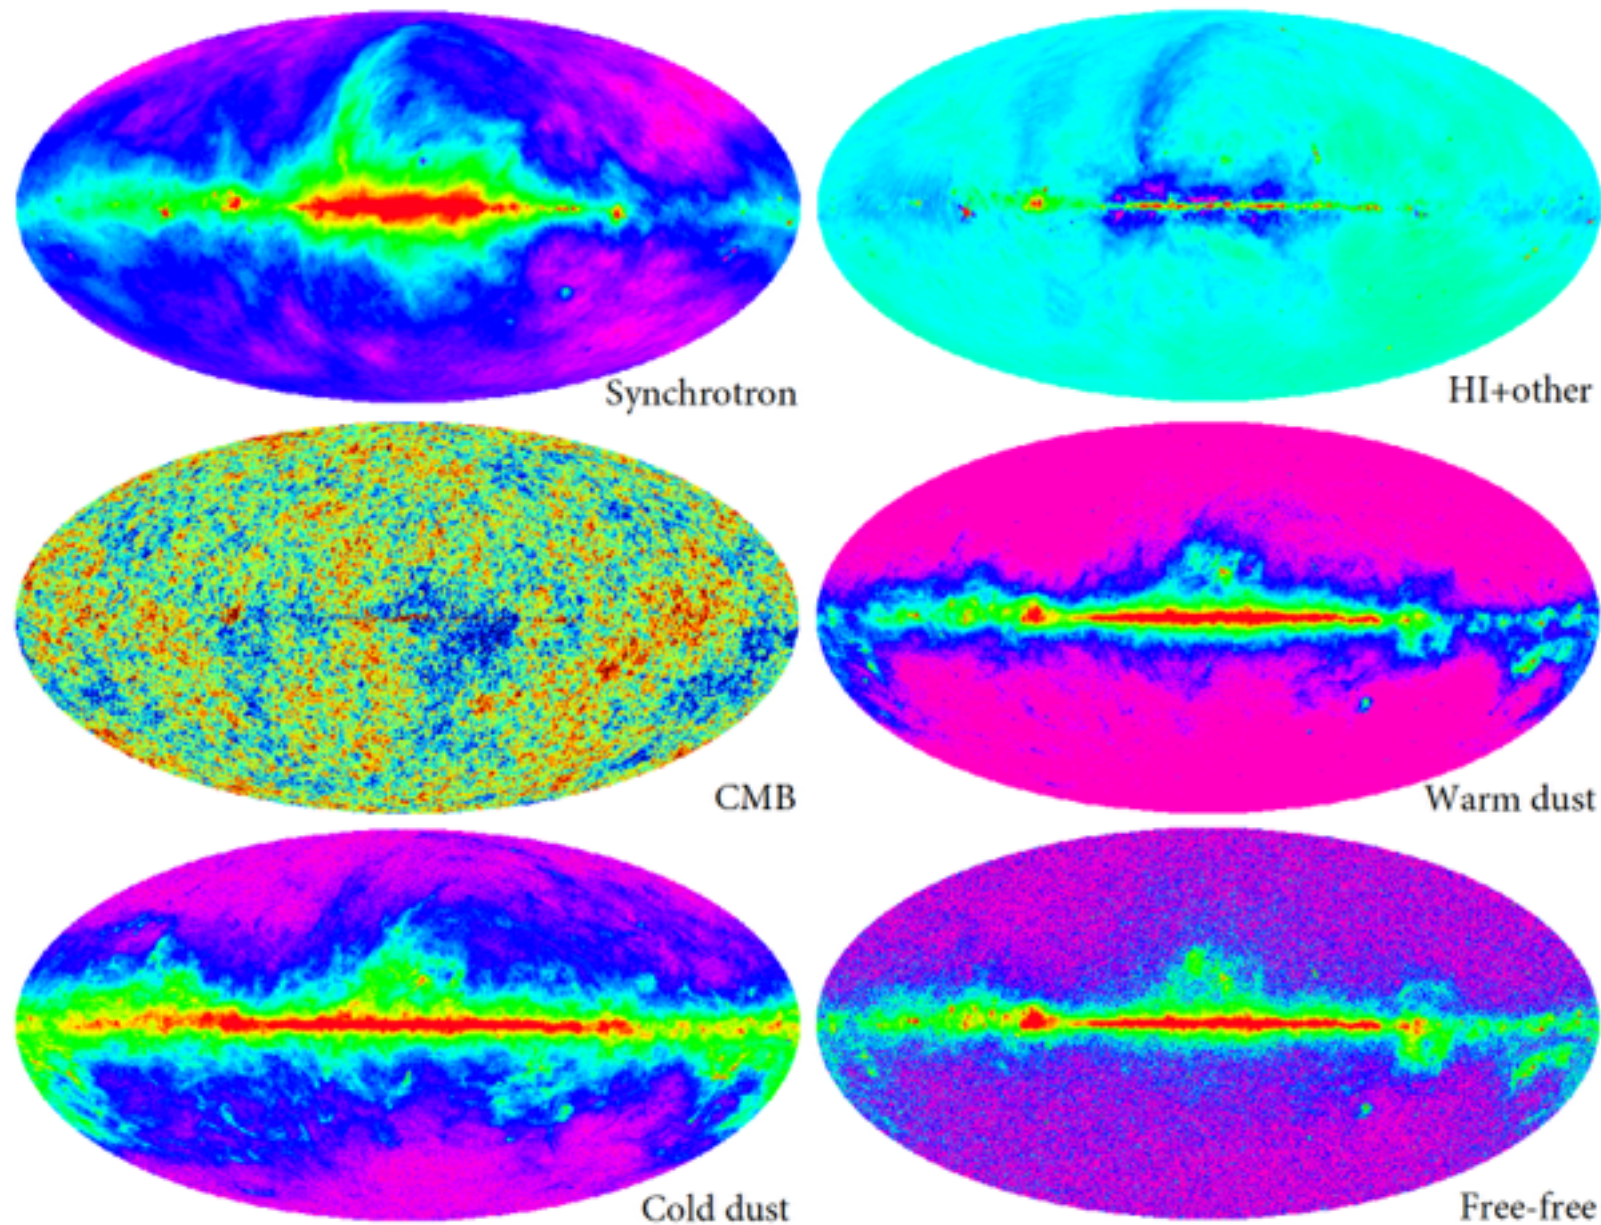 Synchrotron
HI+other
CMB
Warm dust
Cold dust
Free-free